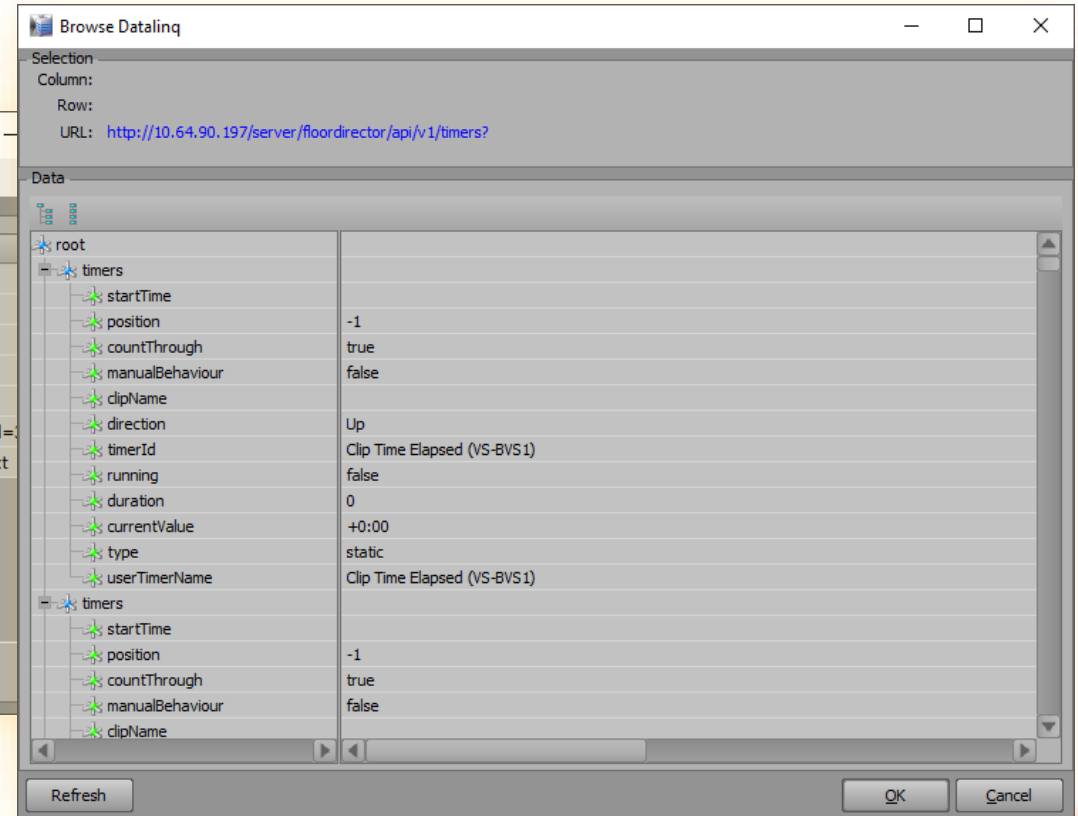 Browse Datalinq
Selection
Column:
Row:
URL: http://10.64.90.197/server/floordirector/api/v1/timers?
Data
root
timers
startTime
position -1
countThrough true
manualBehaviour false
clipName
direction Up
timerId Clip Time Elapsed (VS-BVS1)
running false
duration 0
currentValue +0:00
type static
userTimerName Clip Time Elapsed (VS-BVS1)
timers
startTime
position -1
countThrough true
manualBehaviour false
clipName
Refresh OK Cancel